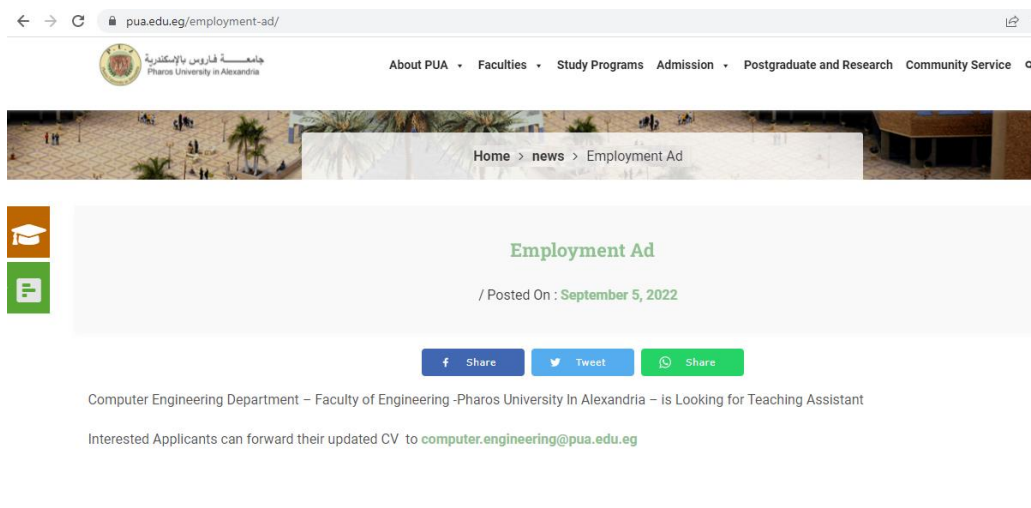 pua.edu.eg/employment-ad/
جامعة فاروس بالإسكندرية
Pharos University in Alexandria
About PUA Faculties Study Programs Admission Postgraduate and Research Community Service
Home > news > Employment Ad
Employment Ad
/ Posted On : September 5, 2022
Share Tweet Share
Computer Engineering Department – Faculty of Engineering -Pharos University In Alexandria – is Looking for Teaching Assistant
Interested Applicants can forward their updated CV to computer.engineering@pua.edu.eg